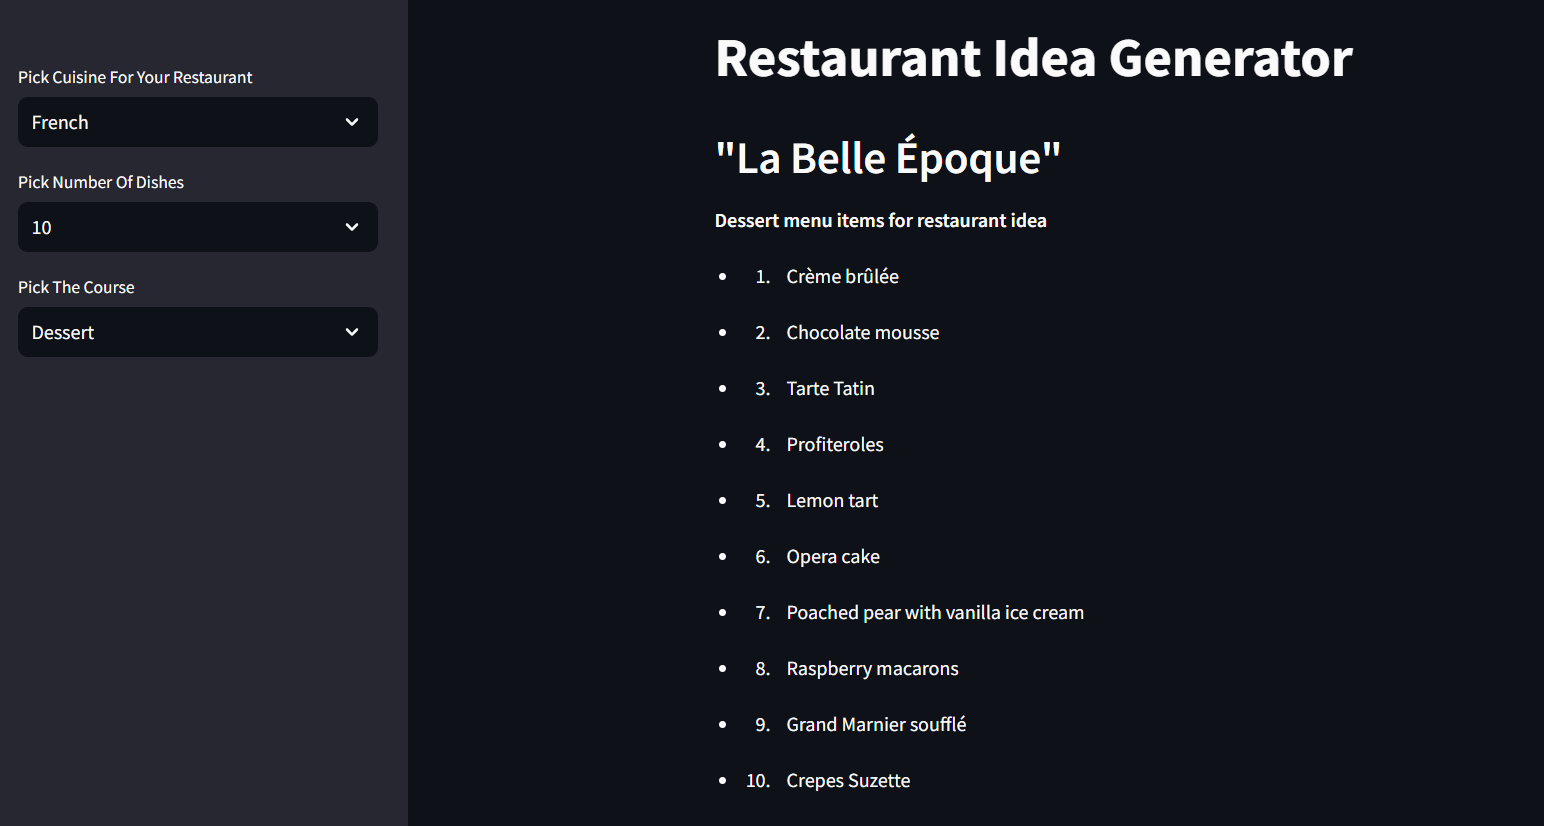 Pick Cuisine For Your Restaurant
French
Pick Number Of Dishes
10
Pick The Course
Dessert
Restaurant Idea Generator
"La Belle Époque"
Dessert menu items for restaurant idea
• 1. Crème brûlée
• 2. Chocolate mousse
• 3. Tarte Tatin
• 4. Profiteroles
• 5. Lemon tart
• 6. Opera cake
• 7. Poached pear with vanilla ice cream
• 8. Raspberry macarons
• 9. Grand Marnier soufflé
• 10. Crepes Suzette